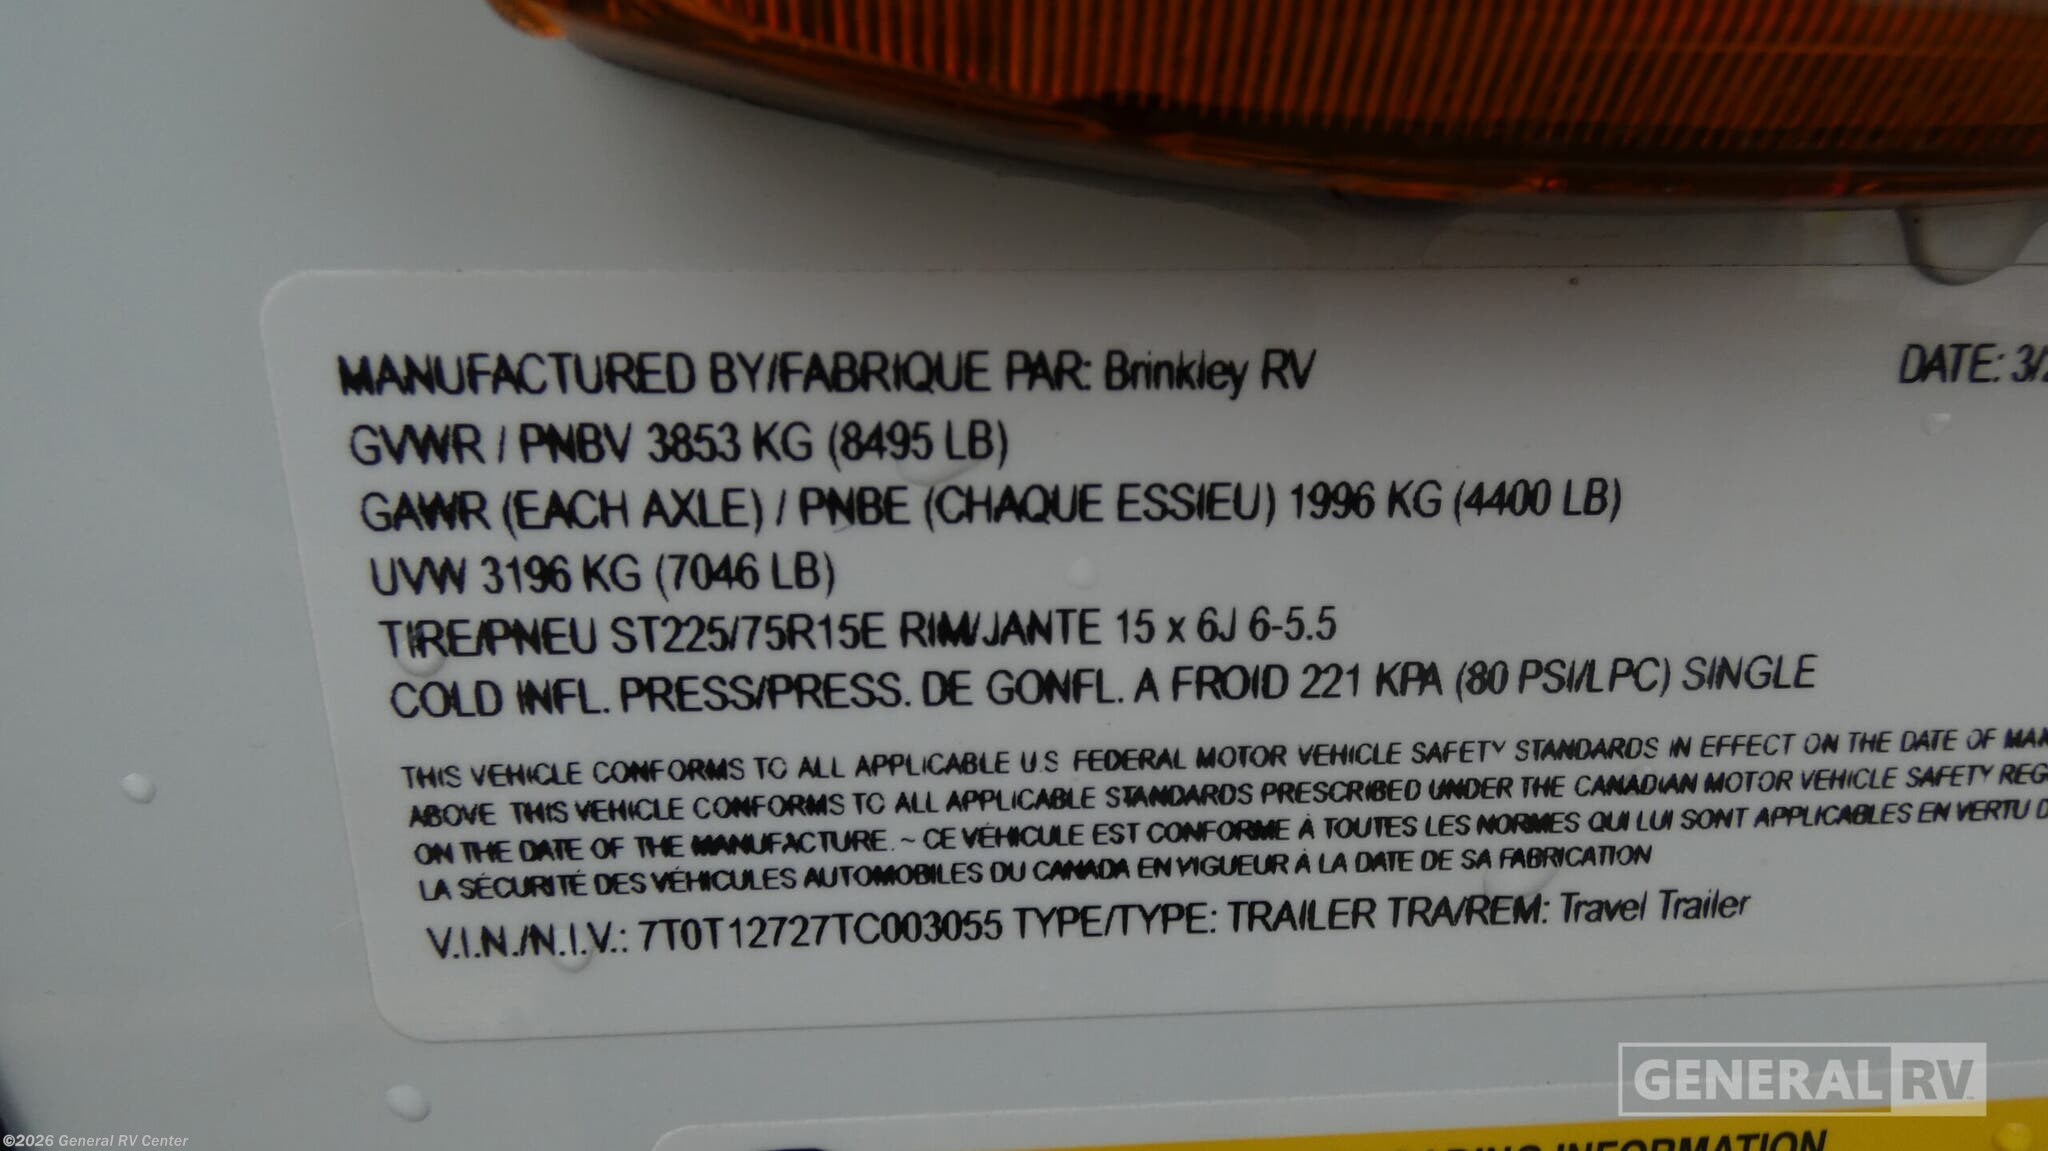 MANUFACTURED BY/FABRIQUE PAR: Brinkley RV DATE: 3/2
GVWR / PNBV 3853 KG (8495 LB)
GAWR (EACH AXLE) / PNBE (CHAQUE ESSIEU) 1996 KG (4400 LB)
UVW 3196 KG (7046 LB)
TIRE/PNEU ST225/75R15E RIM/JANTE 15 x 6J 6-5.5
COLD INFL. PRESS/PRESS. DE GONFL. A FROID 221 KPA (80 PSI/LPC) SINGLE
THIS VEHICLE CONFORMS TO ALL APPLICABLE U.S FEDERAL MOTOR VEHICLE SAFETY STANDARDS IN EFFECT ON THE DATE OF MAN
ABOVE THIS VEHICLE CONFORMS TO ALL APPLICABLE STANDARDS PRESCRIBED UNDER THE CANADIAN MOTOR VEHICLE SAFETY REG
ON THE DATE OF THE MANUFACTURE. ~ CE VÉHICULE EST CONFORME À TOUTES LES NORMES QUI LUI SONT APPLICABLES EN VERTU D
LA SÉCURITÉ DES VÉHICULES AUTOMOBILES DU CANADA EN VIGUEUR À LA DATE DE SA FABRICATION
V.I.N./N.I.V.: 7T0T12727TC003055 TYPE/TYPE: TRAILER TRA/REM: Travel Trailer
GENERAL RV
©2026 General RV Center
INFORMATION